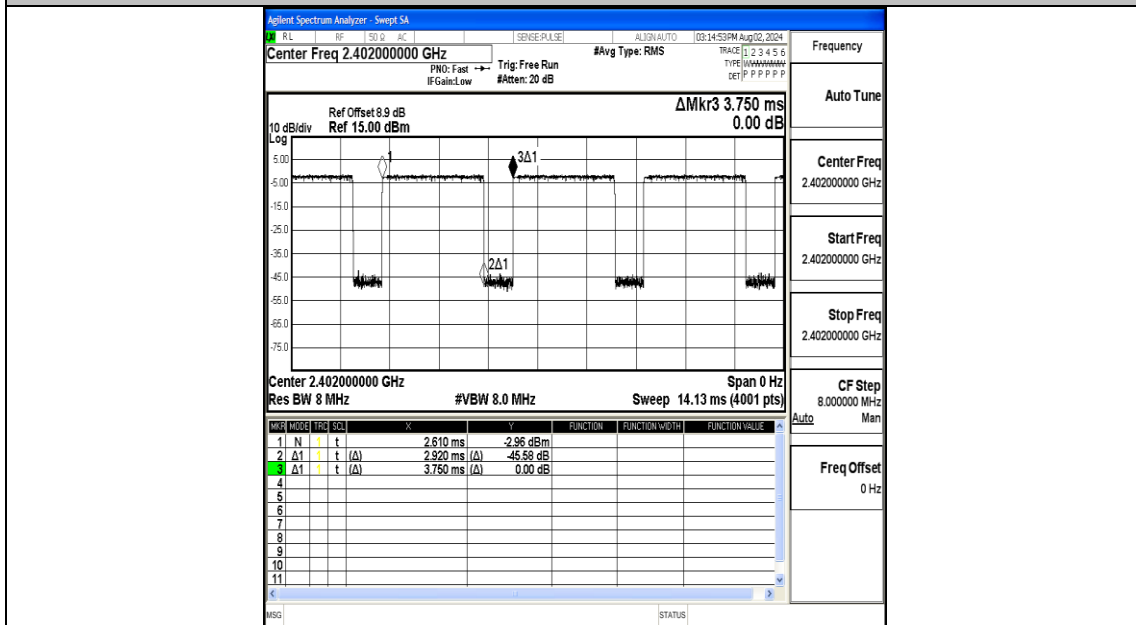 Agilent Spectrum Analyzer - Swept SA
RL RF 50 Ω AC SENSE:PULSE ALIGN AUTO 03:14:53PM Aug 02, 2024
Center Freq 2.402000000 GHz
PNO: Fast
IFGain:Low
Trig: Free Run
#Atten: 20 dB
#Avg Type: RMS
TRACE 1 2 3 4 5 6
TYPE
DET P P P P P P
ΔMkr3 3.750 ms
0.00 dB
Ref Offset 8.9 dB
10 dB/div Ref 15.00 dBm
Log
5.00
-5.00
-15.0
-25.0
-35.0
-45.0
-55.0
-65.0
-75.0
1
3Δ1
2Δ1
Center 2.402000000 GHz Span 0 Hz
Res BW 8 MHz #VBW 8.0 MHz Sweep 14.13 ms (4001 pts)
MKR MODE TRC SCL X Y FUNCTION FUNCTION WIDTH FUNCTION VALUE
1 N 1 t 2.610 ms -2.96 dBm
2 Δ1 1 t (Δ) 2.920 ms (Δ) -45.58 dB
3 Δ1 1 t (Δ) 3.750 ms (Δ) 0.00 dB
4
5
6
7
8
9
10
11
MSG STATUS
Frequency
Auto Tune
Center Freq
2.402000000 GHz
Start Freq
2.402000000 GHz
Stop Freq
2.402000000 GHz
CF Step
8.000000 MHz
Auto Man
Freq Offset
0 Hz